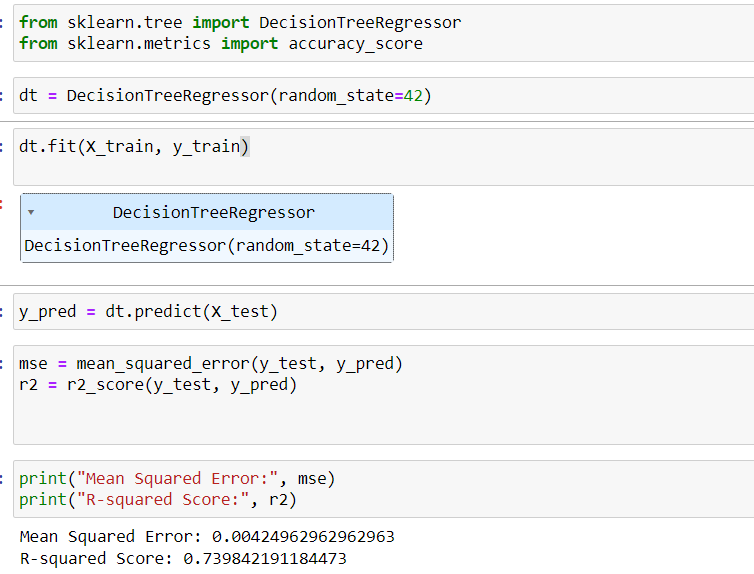 from sklearn.tree import DecisionTreeRegressor
from sklearn.metrics import accuracy_score
dt = DecisionTreeRegressor(random_state=42)
dt.fit(X_train, y_train)
DecisionTreeRegressor
DecisionTreeRegressor(random_state=42)
y_pred = dt.predict(X_test)
mse = mean_squared_error(y_test, y_pred)
r2 = r2_score(y_test, y_pred)
print("Mean Squared Error:", mse)
print("R-squared Score:", r2)
Mean Squared Error: 0.00424962962962963
R-squared Score: 0.739842191184473